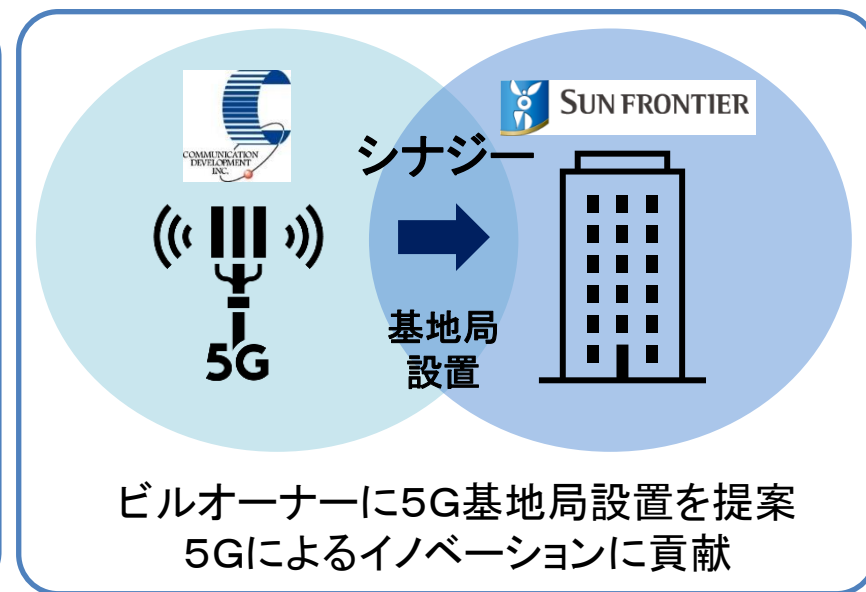 COMMUNICATION
DEVELOPMENT
INC.
SUN FRONTIER
シナジー
5G
基地局
設置
ビルオーナーに5G基地局設置を提案
5Gによるイノベーションに貢献